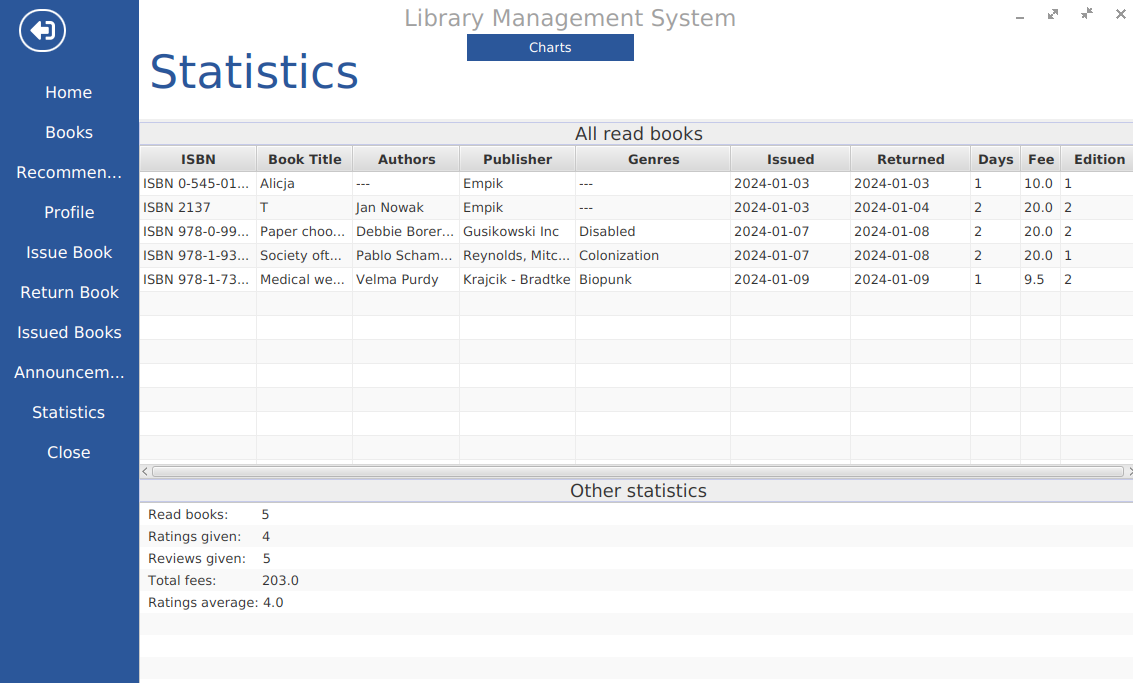 Library Management System
Charts
Statistics
Home
Books
Recommen...
Profile
Issue Book
Return Book
Issued Books
Announcem...
Statistics
Close
All read books
ISBN Book Title Authors Publisher Genres Issued Returned Days Fee Edition
ISBN 0-545-01... Alicja --- Empik --- 2024-01-03 2024-01-03 1 10.0 1
ISBN 2137 T Jan Nowak Empik --- 2024-01-03 2024-01-04 2 20.0 2
ISBN 978-0-99... Paper choo... Debbie Borer... Gusikowski Inc Disabled 2024-01-07 2024-01-08 2 20.0 2
ISBN 978-1-93... Society oft... Pablo Scham... Reynolds, Mitc... Colonization 2024-01-07 2024-01-08 2 20.0 1
ISBN 978-1-73... Medical we... Velma Purdy Krajcik - Bradtke Biopunk 2024-01-09 2024-01-09 1 9.5 2
Other statistics
Read books: 5
Ratings given: 4
Reviews given: 5
Total fees: 203.0
Ratings average: 4.0